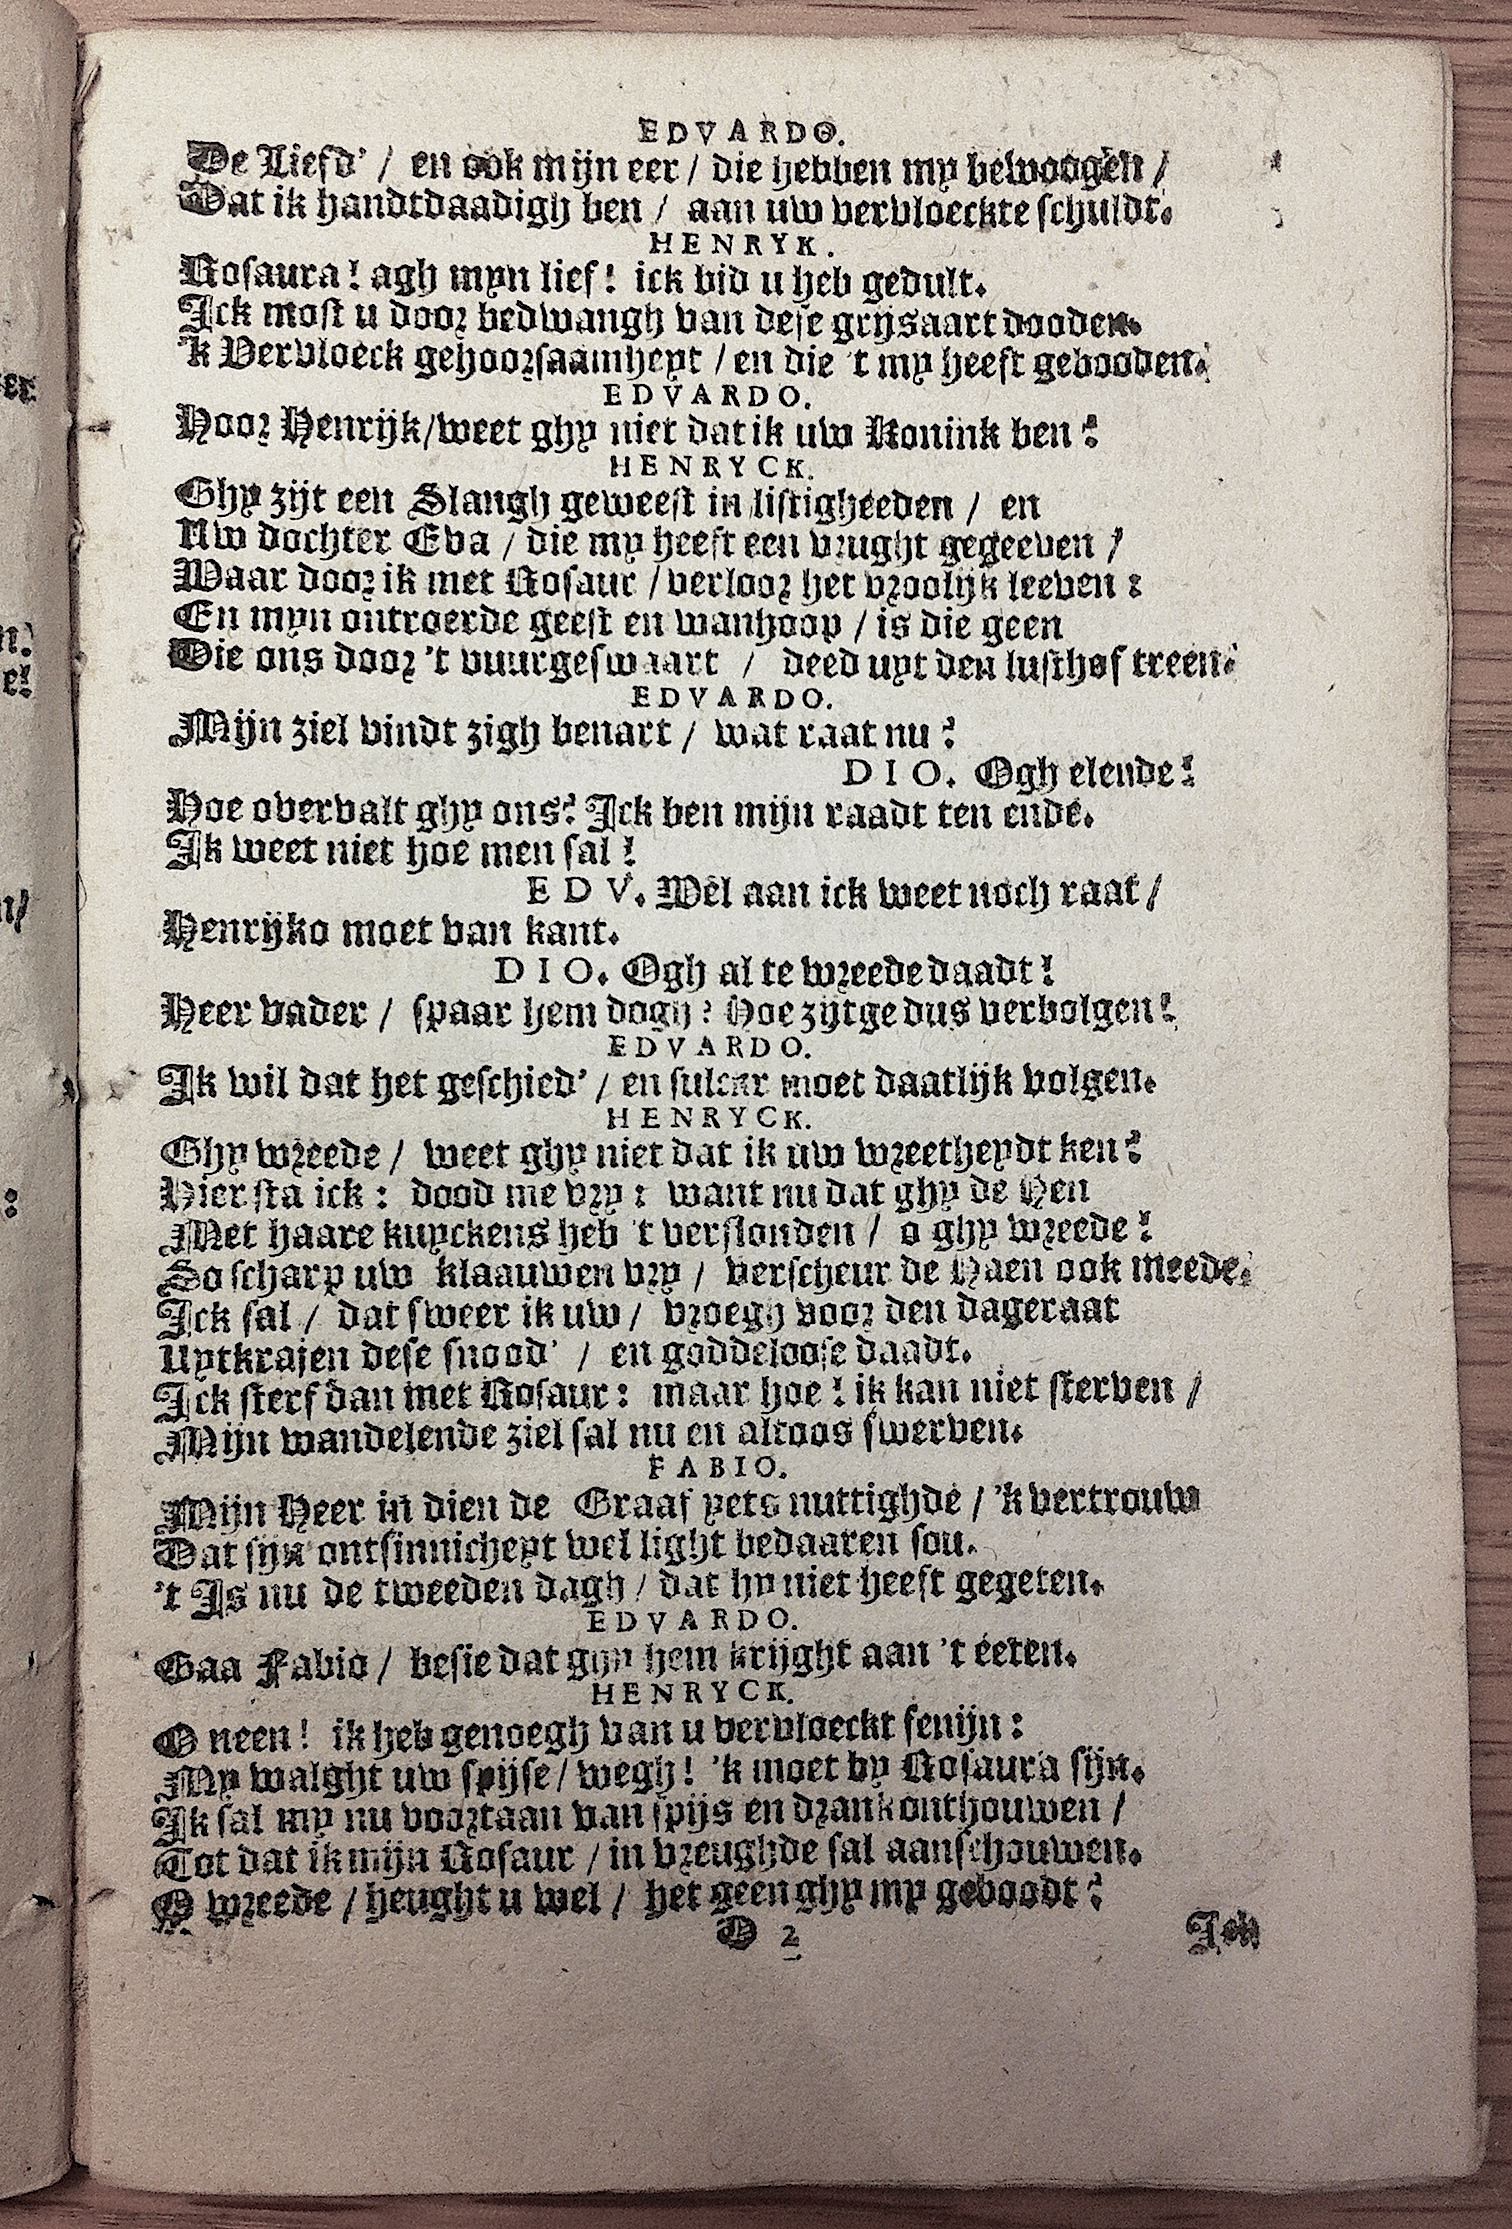 EDVARDO.
De Liefd' / en ook mijn eer / die hebben my bewoogen /
Dat ik handtdaadigh ben / aan uw vervloeckte schuldt.
HENRYK.
Rosaura! agh myn lief! ick bid u heb gedult.
Ick most u door bedwangh van dese grijsaart dooden.
'k Vervloeck gehoorsaamheyt / en die 't my heeft gebooden.
EDVARDO.
Hoor Henrijk/weet ghy niet dat ik uw Konink ben?
HENRYCK.
Ghy zijt een Slangh geweest in listigheeden / en
Uw dochter Eva / die my heeft een vrught gegeeven /
Waar door ik met Rosaur / verloor het vroolijk leeven:
En myn ontroerde geest en wanhoop / is die geen
Die ons door 't vuurgeswaart / deed uyt den lusthof treen.
EDVARDO.
Mijn ziel vindt zigh benart / wat raat nu?
DIO. Ogh elende!
Hoe overvalt ghy ons? Ick ben mijn raadt ten ende.
Ik weet niet hoe men sal!
EDV. Wel aan ick weet noch raat /
Henrijko moet van kant.
DIO. Ogh al te wreede daadt!
Heer vader / spaar hem dogh? Hoe zijtge dus verbolgen!
EDVARDO.
Ik wil dat het geschied' / en sulcx moet daatlijk volgen.
HENRYCK.
Ghy wreede / weet ghy niet dat ik uw wreetheydt ken?
Hier sta ick: dood me vry: want nu dat ghy de Hen
Met haare kuyckens heb 't verslonden / o ghy wreede!
So scharp uw klaauwen vry / verscheur de Haen ook meede.
Ick sal / dat sweer ik uw / vroegh voor den dageraat
Uytkrajen dese snood' / en goddeloose daadt.
Ick sterf dan met Rosaur: maar hoe! ik kan niet sterven /
Mijn wandelende ziel sal nu en altoos swerven.
FABIO.
Mijn Heer in dien de Graaf yets nuttighde / 'k vertrouw
Dat sijn ontsinnicheyt wel light bedaaren sou.
't Is nu de tweeden dagh / dat hy niet heeft gegeten.
EDVARDO.
Gaa Fabio / besie dat ghy hem krijght aan 't eeten.
HENRYCK.
O neen! ik heb genoegh van u vervloeckt fenijn:
My walght uw spijse / wegh! 'k moet by Rosaura sijn.
Ik sal my nu voortaan van spijs en drank onthouwen /
Tot dat ik mijn Rosaur / in vreughde sal aanschouwen.
O wreede / heught u wel / het geen ghy my geboodt?
D 2
Ick